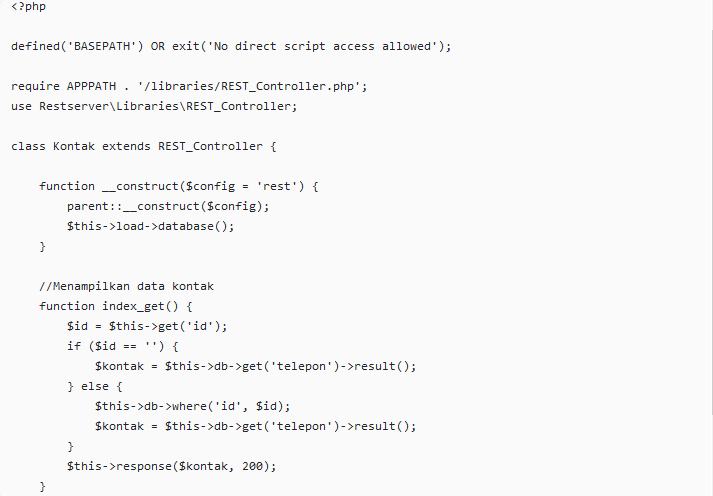 <?php
defined('BASEPATH') OR exit('No direct script access allowed');
require APPPATH . '/libraries/REST_Controller.php';
use Restserver\Libraries\REST_Controller;
class Kontak extends REST_Controller {
    function __construct($config = 'rest') {
        parent::__construct($config);
        $this->load->database();
    }
    //Menampilkan data kontak
    function index_get() {
        $id = $this->get('id');
        if ($id == '') {
            $kontak = $this->db->get('telepon')->result();
        } else {
            $this->db->where('id', $id);
            $kontak = $this->db->get('telepon')->result();
        }
        $this->response($kontak, 200);
    }